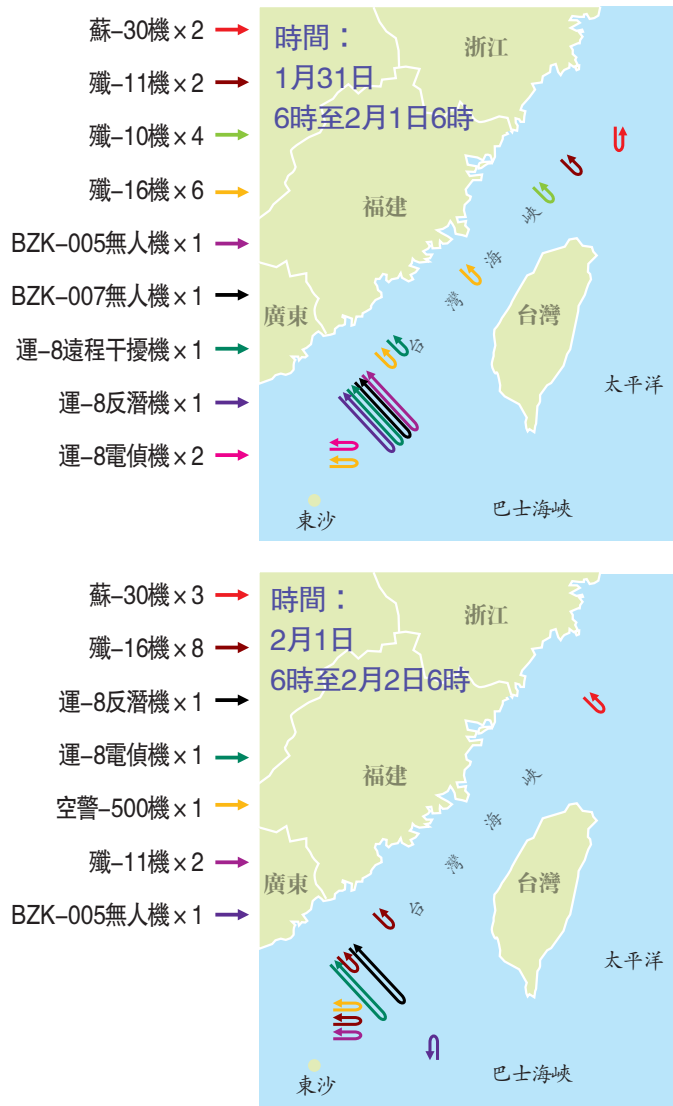 蘇–30機×2
殲–11機×2
殲–10機×4
殲–16機×6
BZK–005無人機×1
BZK–007無人機×1
運–8遠程干擾機×1
運–8反潛機×1
運–8電偵機×2
時間：
1月31日
6時至2月1日6時
浙江
福建
廣東
台灣海峽
台灣
太平洋
巴士海峽
東沙
蘇–30機×3
殲–16機×8
運–8反潛機×1
運–8電偵機×1
空警–500機×1
殲–11機×2
BZK–005無人機×1
時間：
2月1日
6時至2月2日6時
浙江
福建
廣東
台灣海峽
台灣
太平洋
巴士海峽
東沙